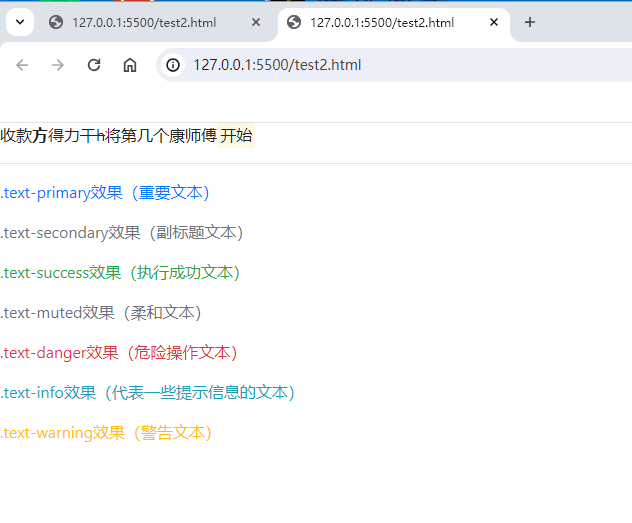 127.0.0.1:5500/test2.html
127.0.0.1:5500/test2.html
127.0.0.1:5500/test2.html
收款方得力干h将第几个康师傅 开始
.text-primary效果（重要文本）
.text-secondary效果（副标题文本）
.text-success效果（执行成功文本）
.text-muted效果（柔和文本）
.text-danger效果（危险操作文本）
.text-info效果（代表一些提示信息的文本）
.text-warning效果（警告文本）